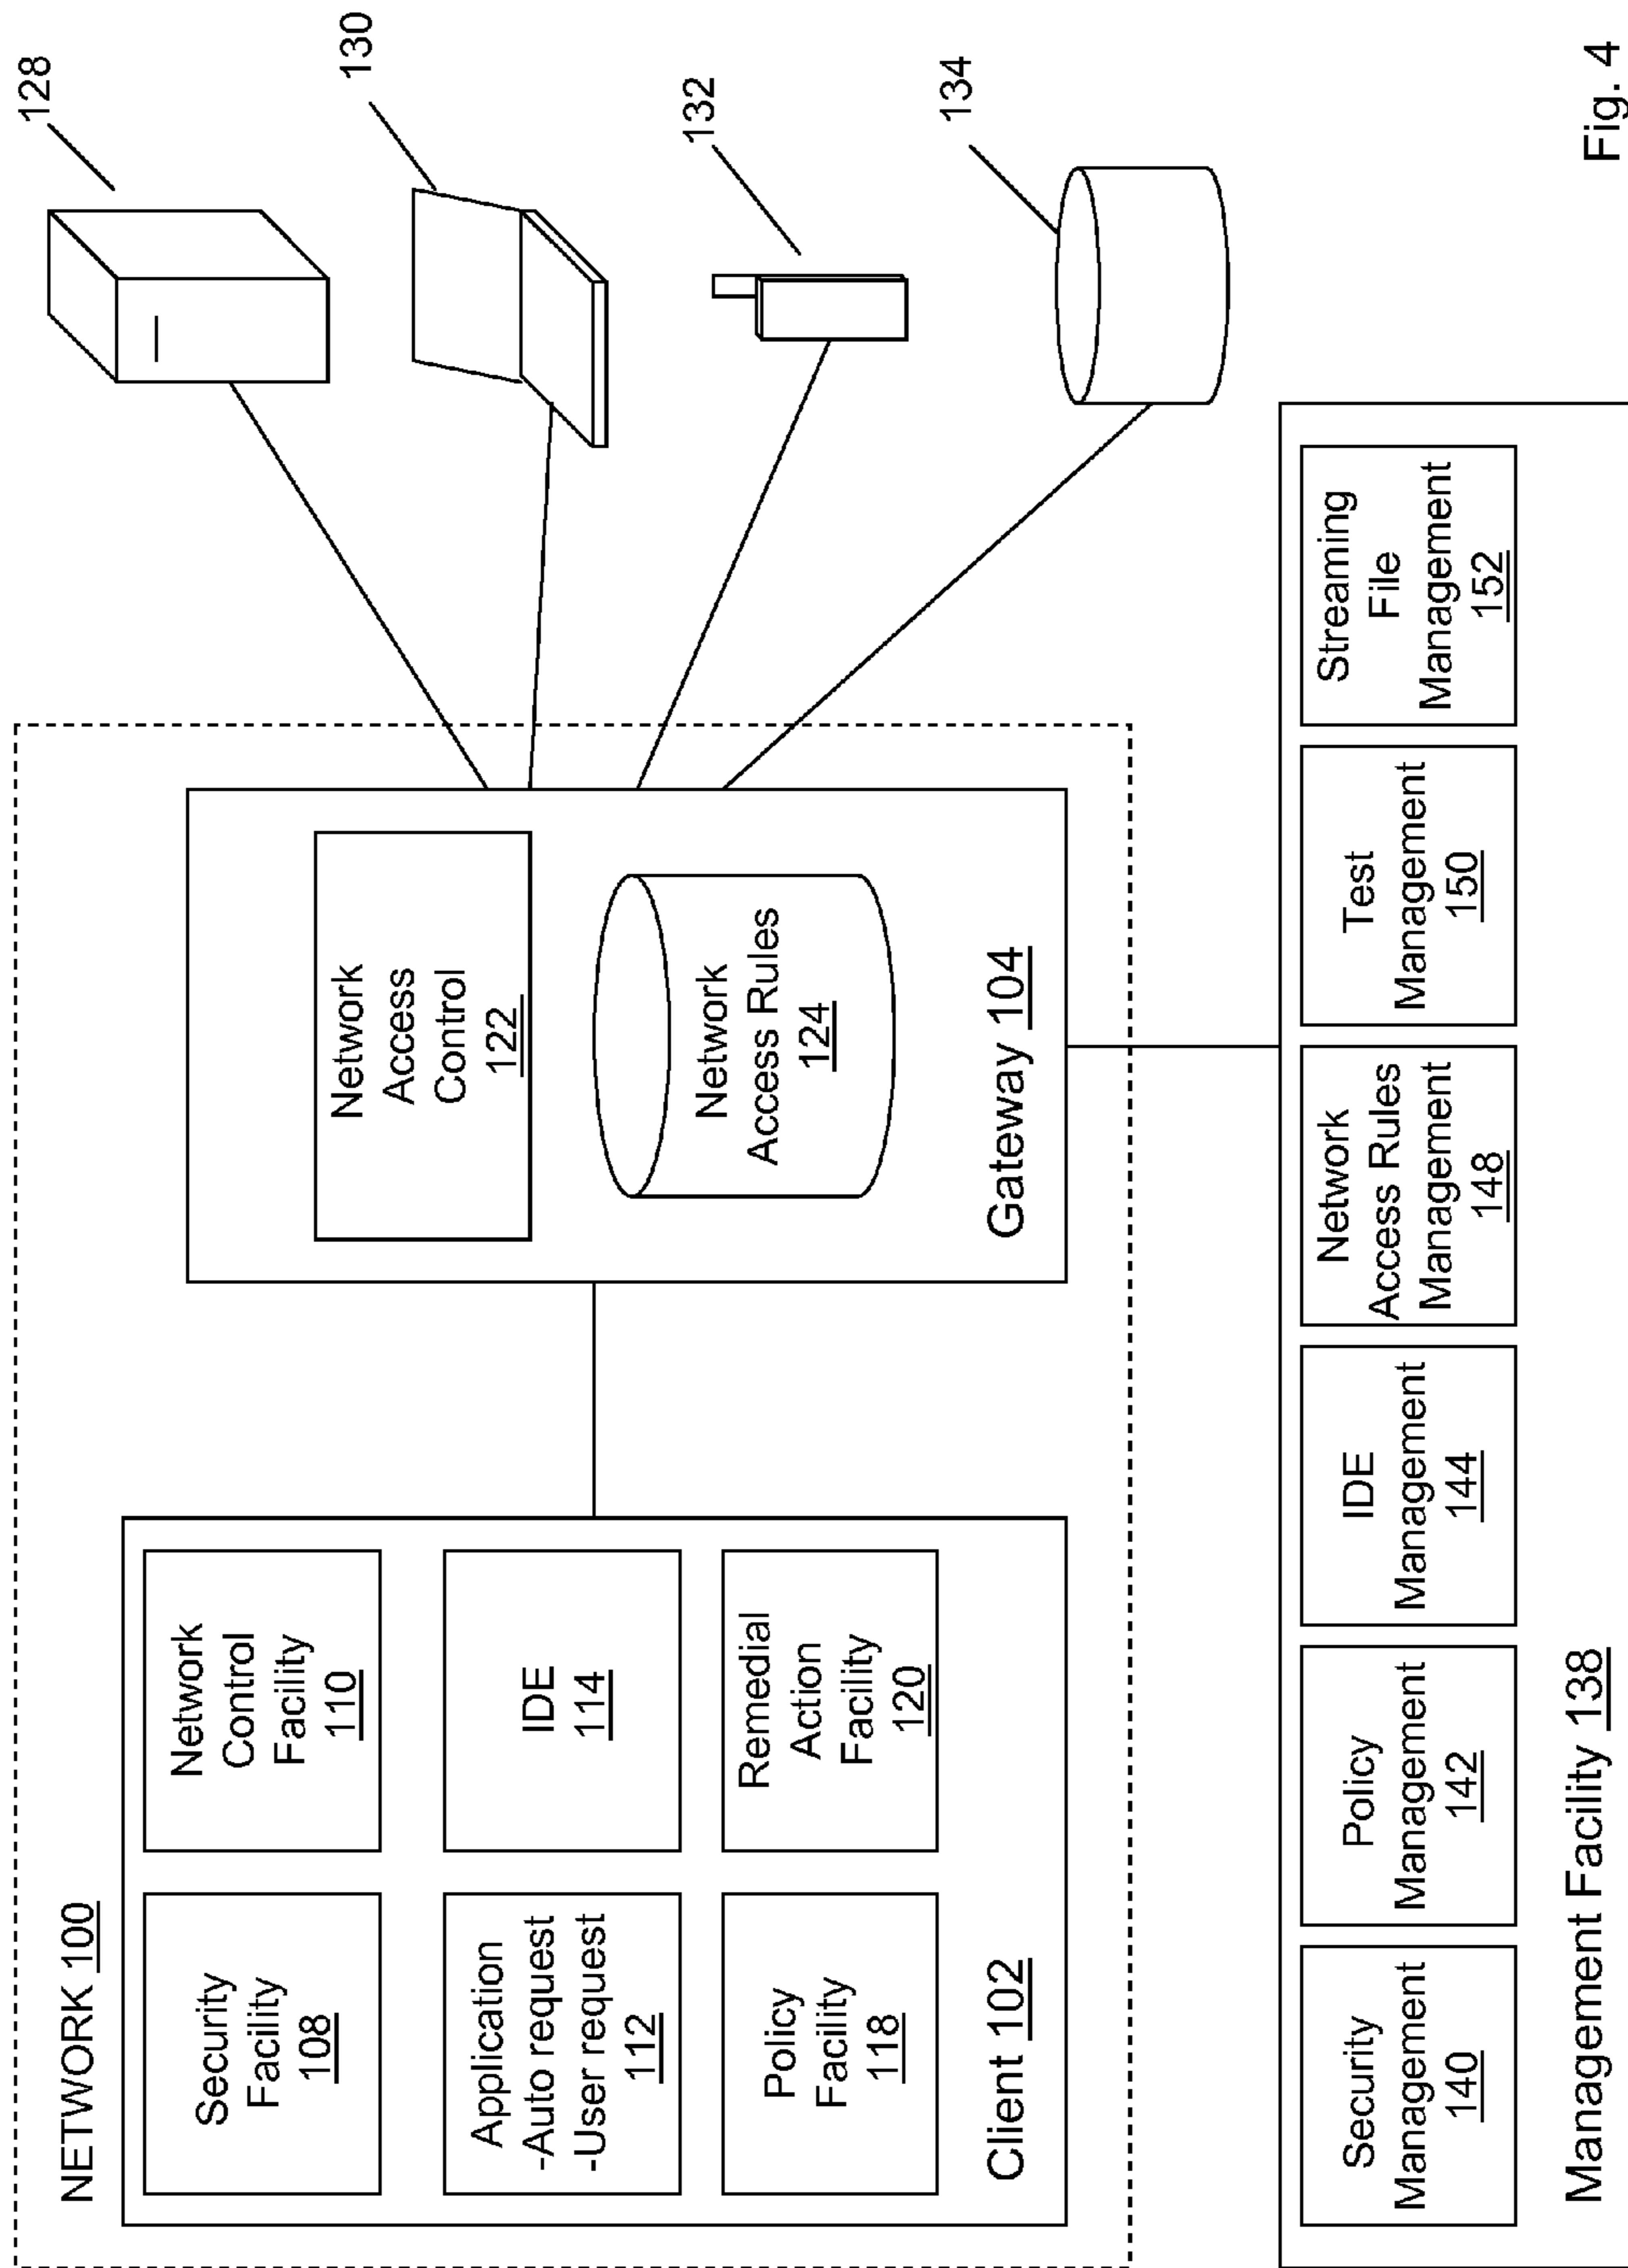 NETWORK 100
Security
Facility
108
Network
Control
Facility
110
Application
-Auto request
-User request
112
IDE
114
Policy
Facility
118
Remedial
Action
Facility
120
Client 102
Network
Access
Control
122
Network
Access Rules
124
Gateway 104
128
130
132
134
Security
Management
140
Policy
Management
142
IDE
Management
144
Network
Access Rules
Management
148
Test
Management
150
Streaming
File
Management
152
Management Facility 138
Fig. 4